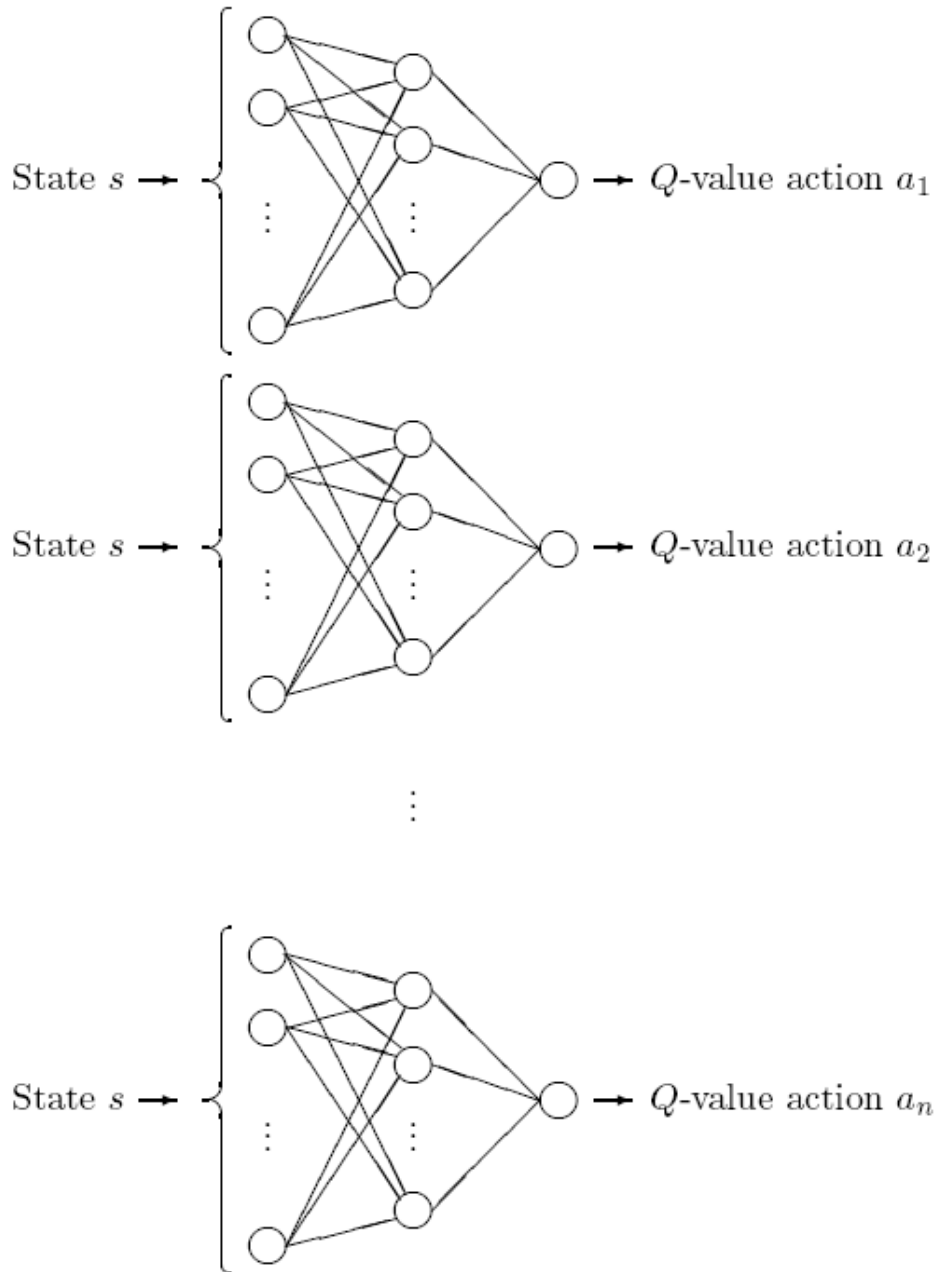 State s → Q-value action a₁
State s → Q-value action a₂
State s → Q-value action aₙ